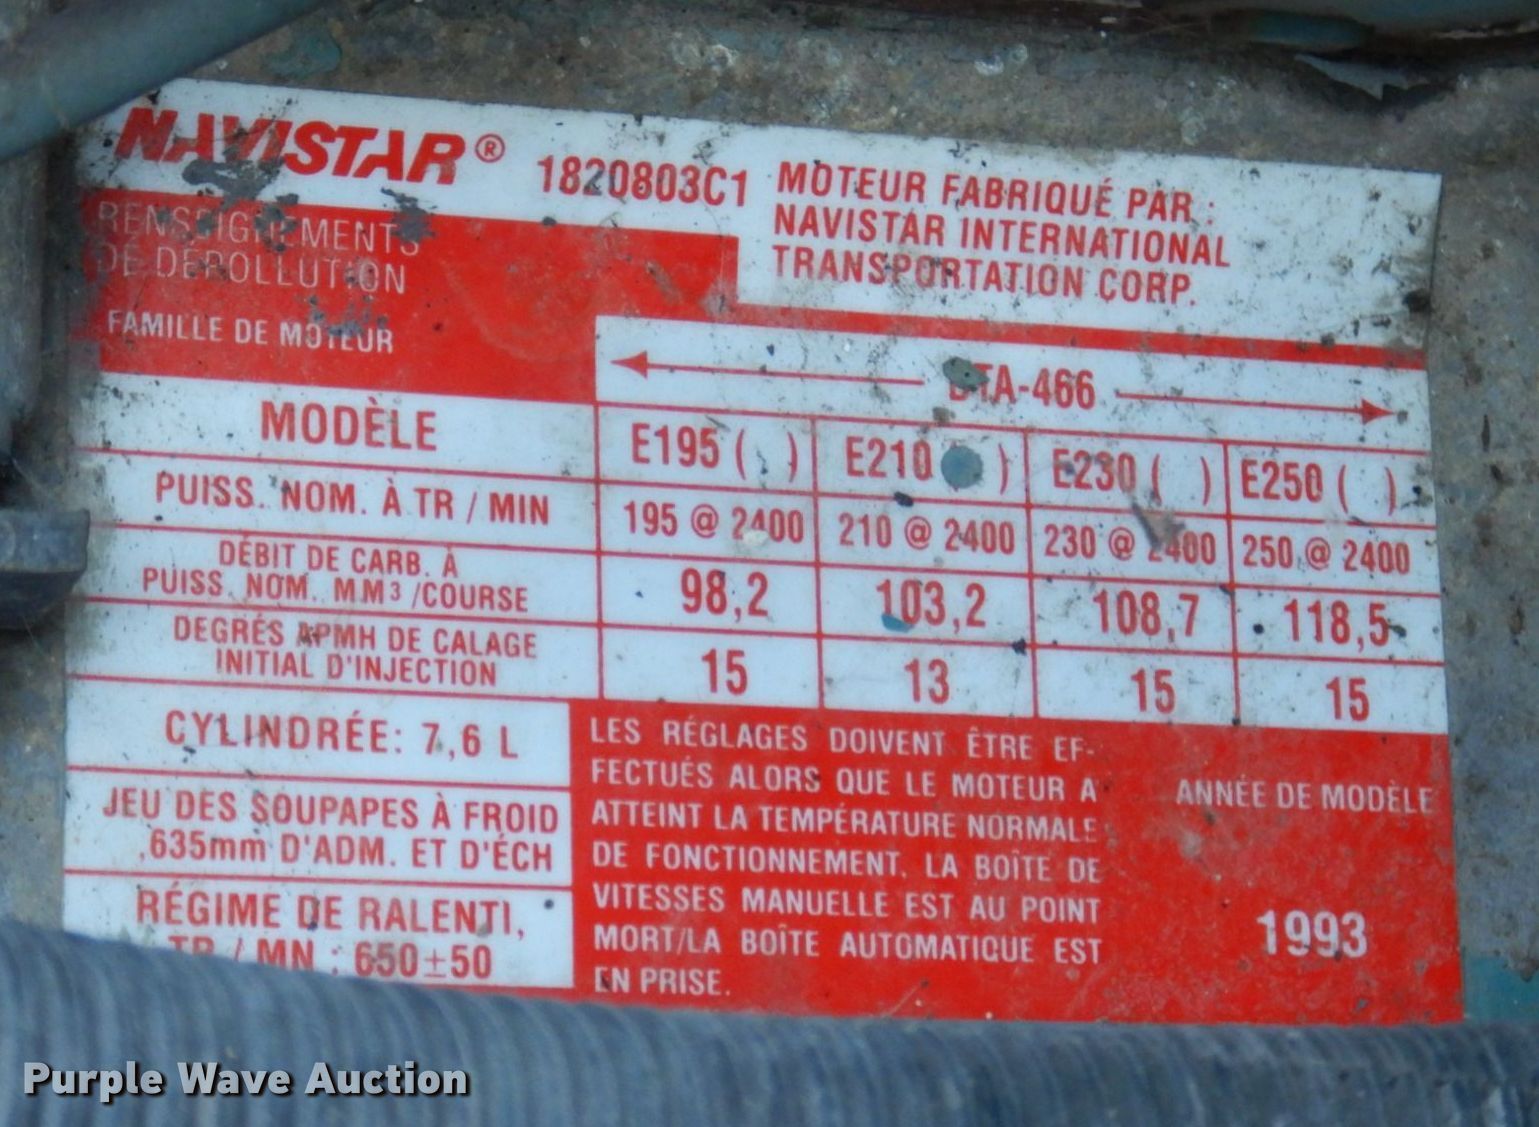 NAVISTAR® 1820803C1
MOTEUR FABRIQUÉ PAR :
NAVISTAR INTERNATIONAL
TRANSPORTATION CORP.
RENSEIGNEMENTS
DE DÉPOLLUTION
FAMILLE DE MOTEUR
DTA-466
MODÈLE E195 ( ) E210 ) E230 ( ) E250 ( )
PUISS. NOM. À TR / MIN 195 @ 2400 210 @ 2400 230 @ 2400 250 @ 2400
DÉBIT DE CARB. À
PUISS. NOM. MM³ /COURSE 98,2 103,2 108,7 118,5
DEGRÉS APMH DE CALAGE
INITIAL D'INJECTION 15 13 15 15
CYLINDRÉE: 7,6 L
JEU DES SOUPAPES À FROID
,635mm D'ADM. ET D'ÉCH
RÉGIME DE RALENTI,
TR / MN : 650±50
LES RÉGLAGES DOIVENT ÊTRE EF-
FECTUÉS ALORS QUE LE MOTEUR A
ATTEINT LA TEMPÉRATURE NORMALE
DE FONCTIONNEMENT. LA BOÎTE DE
VITESSES MANUELLE EST AU POINT
MORT/LA BOÎTE AUTOMATIQUE EST
EN PRISE.
ANNÉE DE MODÈLE
1993
Purple Wave Auction